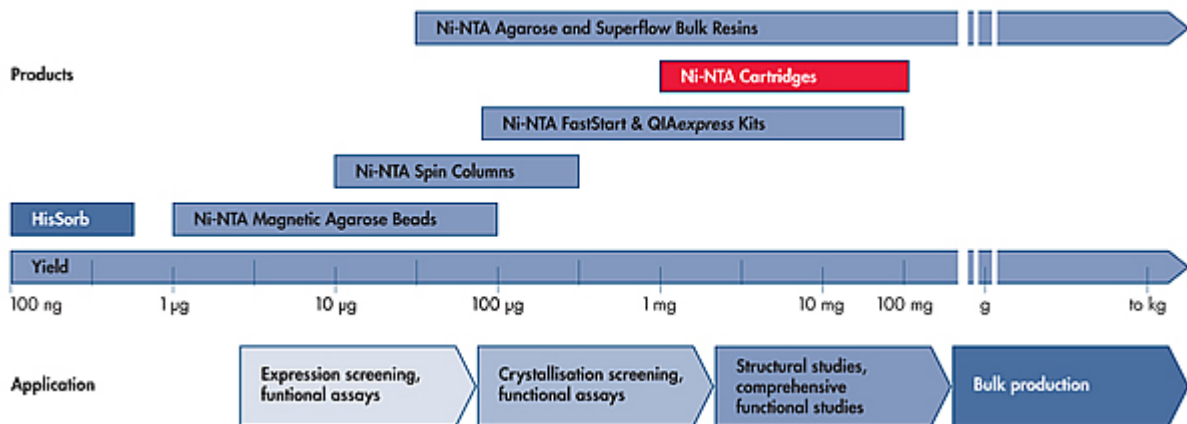 Ni-NTA Agarose and Superflow Bulk Resins
Products
Ni-NTA Cartridges
Ni-NTA FastStart & QIAexpress Kits
Ni-NTA Spin Columns
HisSorb
Ni-NTA Magnetic Agarose Beads
Yield
100 ng
1 µg
10 µg
100 µg
1 mg
10 mg
100 mg
g
to kg
Application
Expression screening,
funtional assays
Crystallisation screening,
functional assays
Structural studies,
comprehensive
functional studies
Bulk production